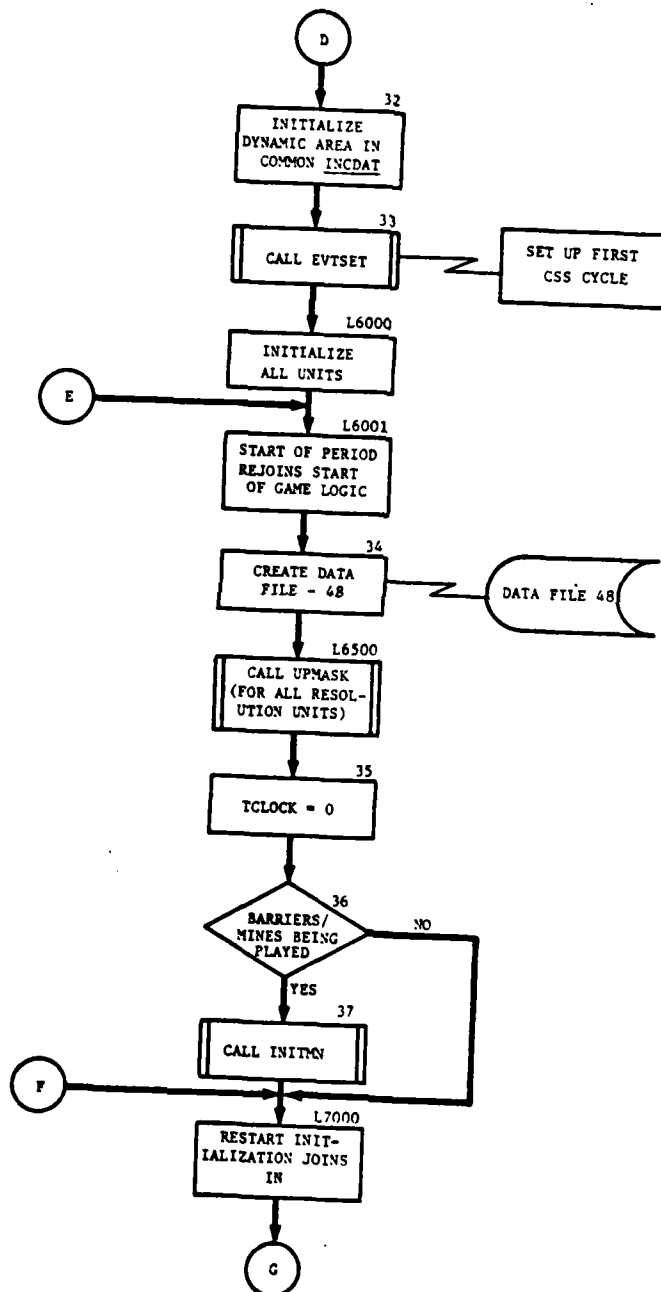 D
32
INITIALIZE
DYNAMIC AREA IN
COMMON INCDAT
33
CALL EVTSET
SET UP FIRST
CSS CYCLE
L6000
INITIALIZE
ALL UNITS
E
L6001
START OF PERIOD
REJOINS START
OF GAME LOGIC
34
CREATE DATA
FILE - 48
DATA FILE 48
L6500
CALL UPMASK
(FOR ALL RESOL-
UTION UNITS)
35
TCLOCK = 0
36
BARRIERS/
MINES BEING
PLAYED
NO
YES
37
CALL INITMN
F
L7000
RESTART INIT-
IALIZATION JOINS
IN
G